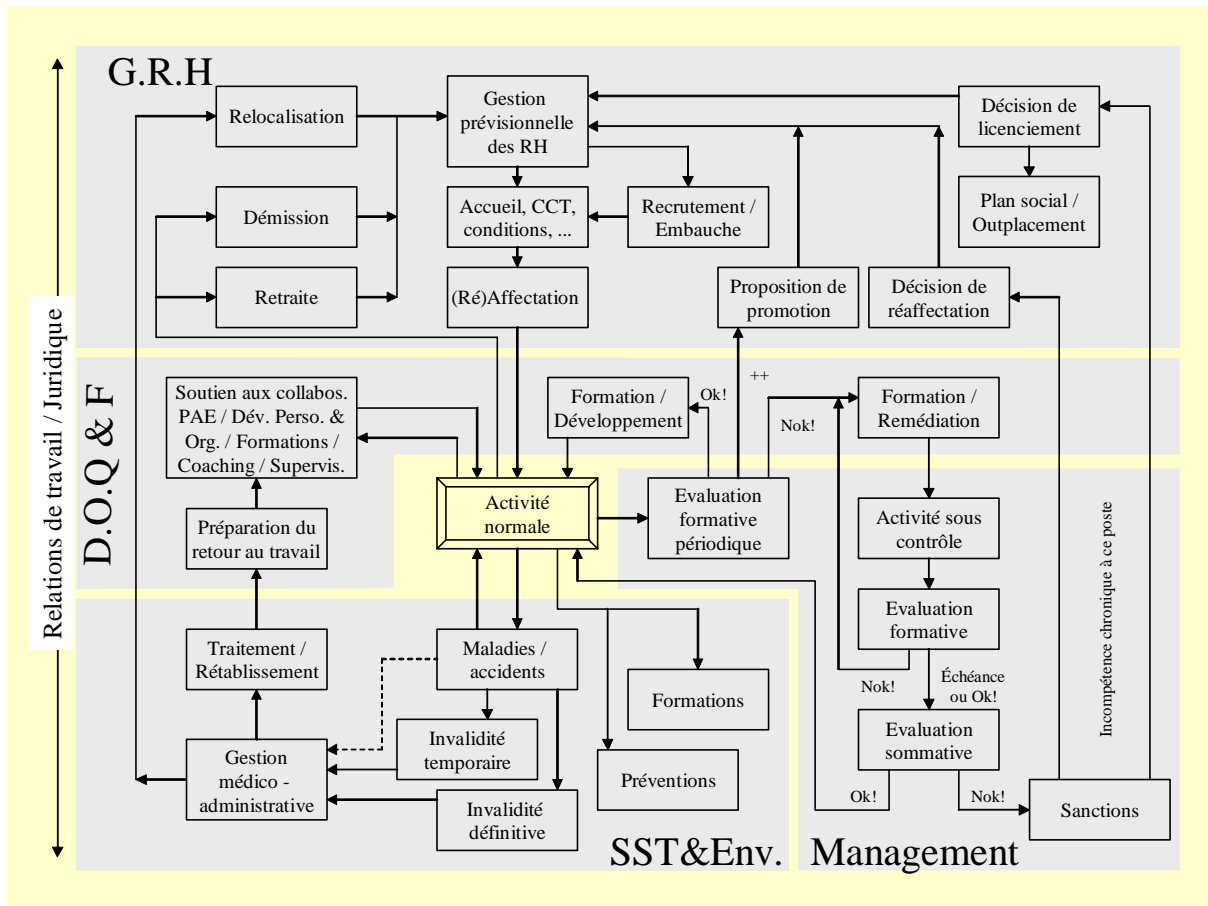 G.R.H
Relocalisation
Gestion
prévisionnelle
des RH
Décision de
licenciement
Démission
Accueil, CCT,
conditions, ...
Recrutement /
Embauche
Plan social /
Outplacement
Retraite
(Ré)Affectation
Proposition de
promotion
Décision de
réaffectation
Relations de travail / Juridique
D.O.Q & F
Soutien aux collabos.
PAE / Dév. Perso. &
Org. / Formations /
Coaching / Supervis.
Formation /
Développement
Ok!
++
Nok!
Formation /
Remédiation
Préparation du
retour au travail
Activité
normale
Evaluation
formative
périodique
Activité sous
contrôle
Incompétence chronique à ce poste
Evaluation
formative
Traitement /
Rétablissement
Maladies /
accidents
Formations
Nok!
Échéance
ou Ok!
Gestion
médico -
administrative
Invalidité
temporaire
Préventions
Evaluation
sommative
Invalidité
définitive
Ok!
Nok!
Sanctions
SST&Env.
Management